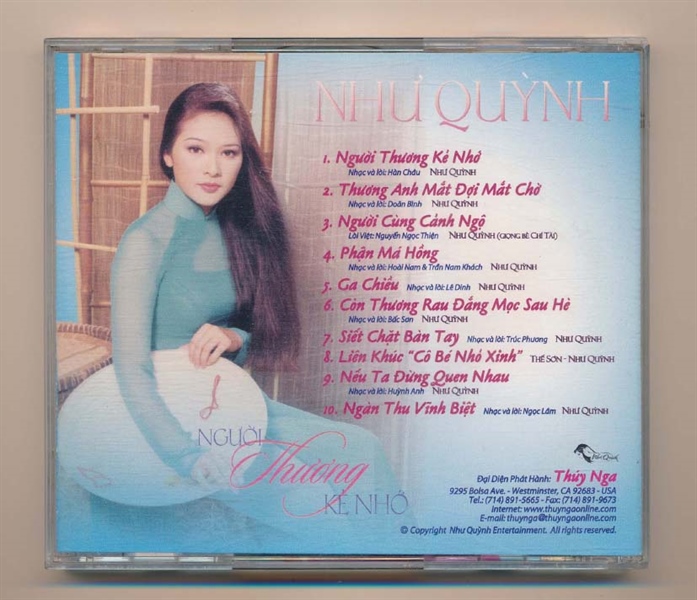 NHƯ QUỲNH
1. Người Thương Kẻ Nhớ
Nhạc và lời: Hàn Châu NHƯ QUỲNH
2. Thương Anh Mắt Đợi Mắt Chờ
Nhạc và lời: Doãn Bình NHƯ QUỲNH
3. Người Cùng Cảnh Ngộ
Lời Việt: Nguyễn Ngọc Thiện NHƯ QUỲNH (GIỌNG BÈ: CHÍ TÀI)
4. Phận Má Hồng
Nhạc và lời: Hoài Nam & Trần Nam Khách NHƯ QUỲNH
5. Ga Chiều Nhạc và lời: Lê Dinh NHƯ QUỲNH
6. Còn Thương Rau Đắng Mọc Sau Hè
Nhạc và lời: Bắc Sơn NHƯ QUỲNH
7. Siết Chặt Bàn Tay Nhạc và lời: Trúc Phương NHƯ QUỲNH
8. Liên Khúc "Cô Bé Nhỏ Xinh" THẾ SƠN - NHƯ QUỲNH
9. Nếu Ta Đừng Quen Nhau
Nhạc và lời: Huỳnh Anh NHƯ QUỲNH
10. Ngàn Thu Vĩnh Biệt Nhạc và lời: Ngọc Lâm NHƯ QUỲNH
NGƯỜI
Thương
KẺ NHỚ
Như Quỳnh
Đại Diện Phát Hành: Thúy Nga
9295 Bolsa Ave. - Westminster, CA 92683 - USA
Tel.: (714) 891-5665 - Fax: (714) 891-9673
Internet: www.thuyngaonline.com
E-mail: thuynga@thuyngaonline.com
© Copyright Như Quỳnh Entertainment. All rights reserved.